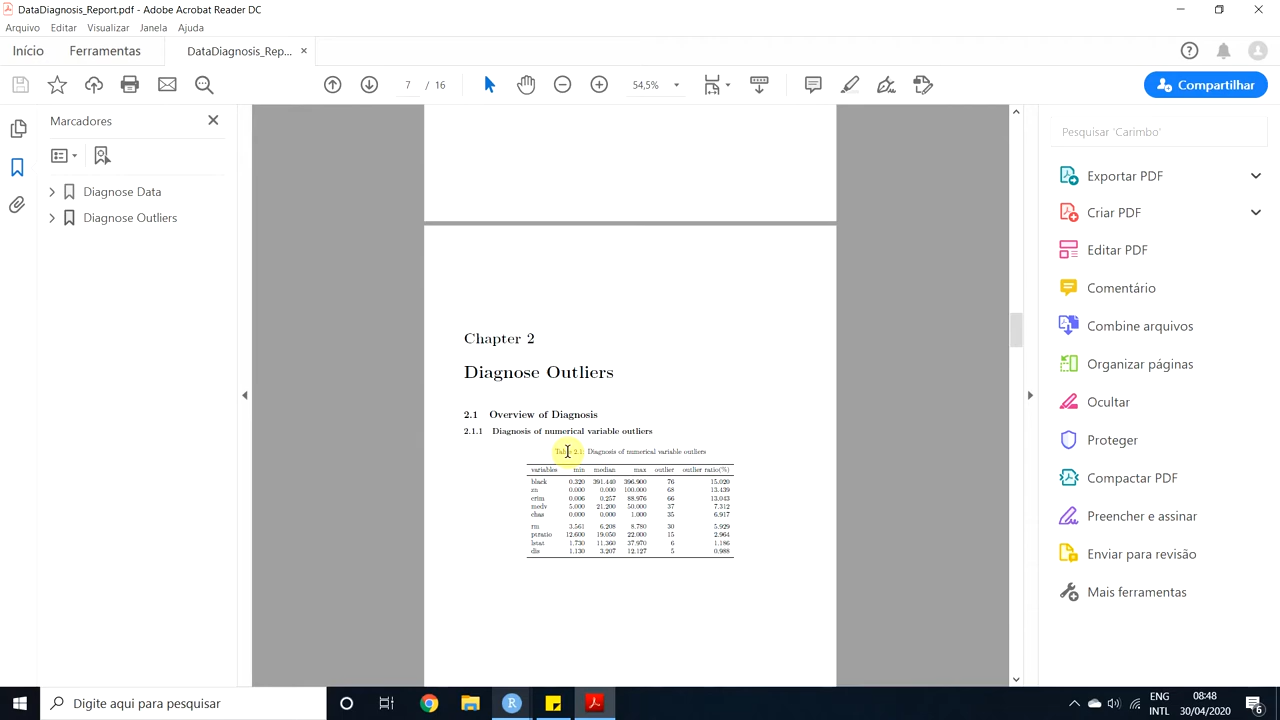 DataDiagnosis_Report.pdf - Adobe Acrobat Reader DC
Arquivo Editar Visualizar Janela Ajuda
Início Ferramentas DataDiagnosis_Rep... ×
7 / 16 54,5% Compartilhar
Marcadores
Diagnose Data
Diagnose Outliers
Chapter 2
Diagnose Outliers
2.1 Overview of Diagnosis
2.1.1 Diagnosis of numerical variable outliers
Table 2.1: Diagnosis of numerical variable outliers
variables min median max outlier outlier ratio(%)
black 0.320 391.440 396.900 76 15.020
zn 0.000 0.000 100.000 68 13.439
crim 0.006 0.257 88.976 66 13.043
medv 5.000 21.200 50.000 37 7.312
chas 0.000 0.000 1.000 35 6.917
rm 3.561 6.208 8.780 30 5.929
ptratio 12.600 19.050 22.000 15 2.964
lstat 1.730 11.360 37.970 6 1.186
dis 1.130 3.207 12.127 5 0.988
Pesquisar 'Carimbo'
Exportar PDF
Criar PDF
Editar PDF
Comentário
Combine arquivos
Organizar páginas
Ocultar
Proteger
Compactar PDF
Preencher e assinar
Enviar para revisão
Mais ferramentas
Digite aqui para pesquisar
ENG
INTL
08:48
30/04/2020
6